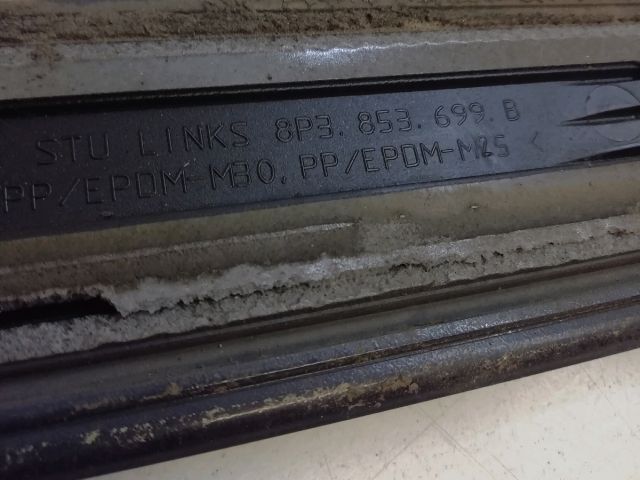 STU.LINKS 8P3.853.699.B
PP/EPDM-M30.PP/EPDM-M25 <